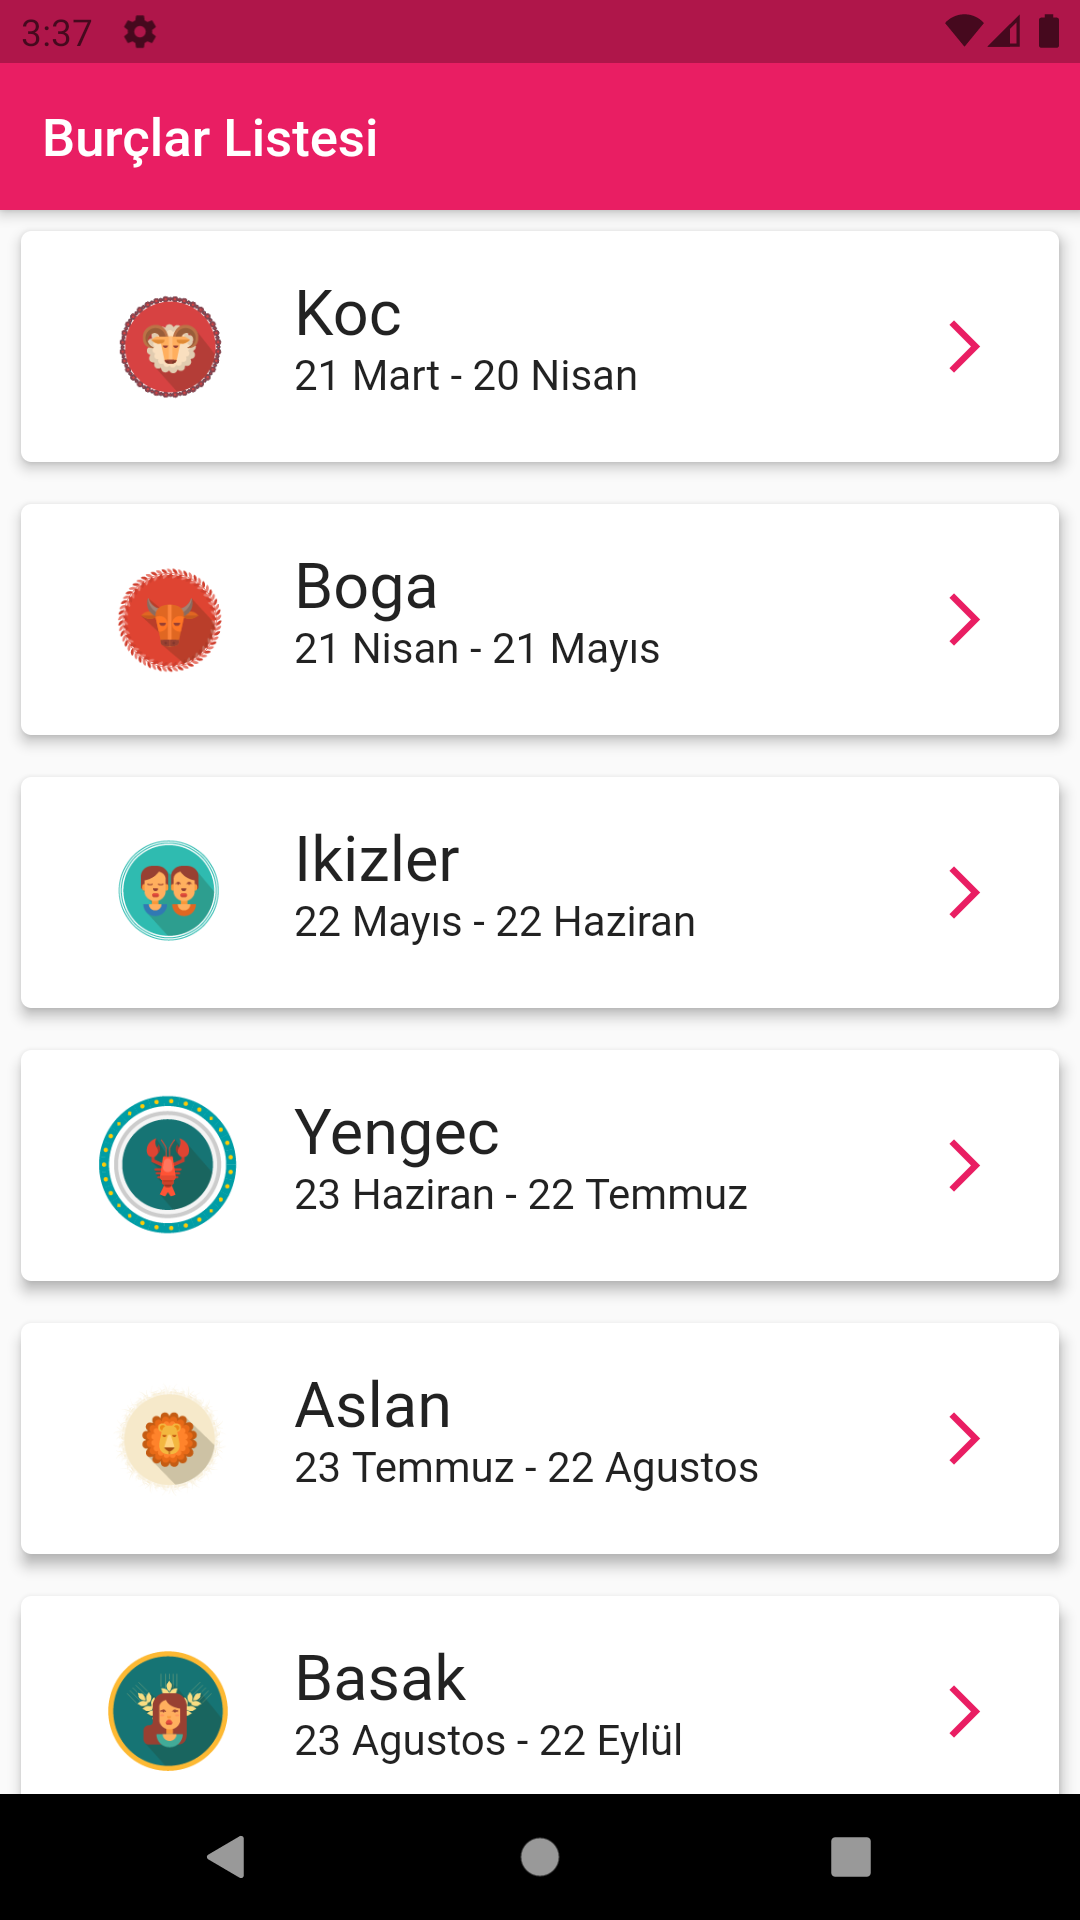 3:37
Burçlar Listesi
Koc
21 Mart - 20 Nisan
Boga
21 Nisan - 21 Mayıs
Ikizler
22 Mayıs - 22 Haziran
Yengec
23 Haziran - 22 Temmuz
Aslan
23 Temmuz - 22 Agustos
Basak
23 Agustos - 22 Eylül